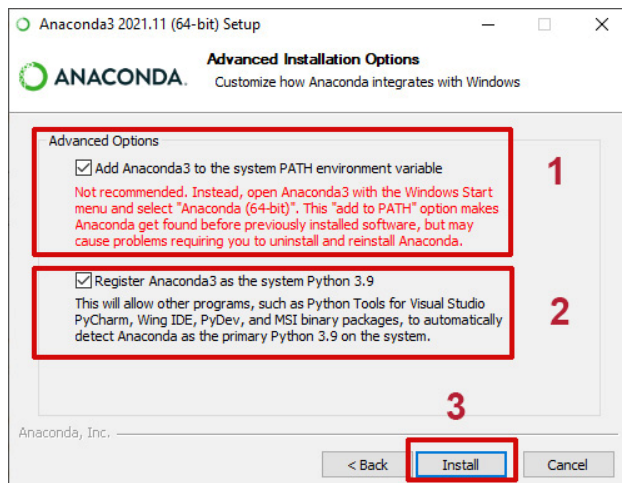 Anaconda3 2021.11 (64-bit) Setup
ANACONDA.
Advanced Installation Options
Customize how Anaconda integrates with Windows
Advanced Options
Add Anaconda3 to the system PATH environment variable
1
Not recommended. Instead, open Anaconda3 with the Windows Start
menu and select "Anaconda (64-bit)". This "add to PATH" option makes
Anaconda get found before previously installed software, but may
cause problems requiring you to uninstall and reinstall Anaconda.
Register Anaconda3 as the system Python 3.9
2
This will allow other programs, such as Python Tools for Visual Studio
PyCharm, Wing IDE, PyDev, and MSI binary packages, to automatically
detect Anaconda as the primary Python 3.9 on the system.
3
Anaconda, Inc.
< Back
Install
Cancel